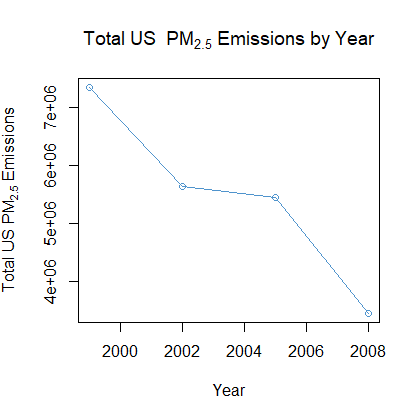 Total US  PM2.5 Emissions by Year
Total US PM2.5 Emissions
7e+06
6e+06
5e+06
4e+06
2000 2002 2004 2006 2008
Year